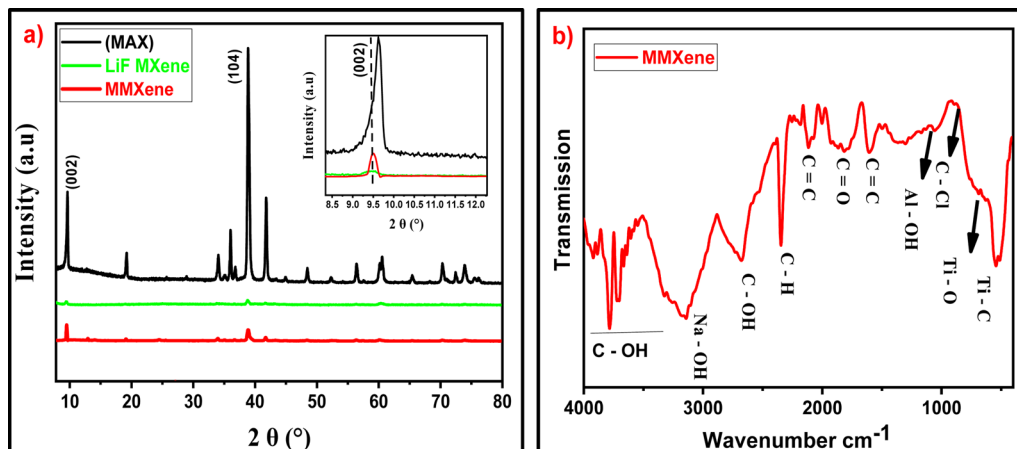 a)
(MAX)
LiF MXene
MMXene
(002)
(104)
(002)
Intensity (a.u)
8.5 9.0 9.5 10.0 10.5 11.0 11.5 12.0
2 θ (°)
Intensity (a.u)
10 20 30 40 50 60 70 80
2 θ (°)
b)
MMXene
Transmission
C - OH
Na - OH
C - OH
C - H
C = C
C = O
C = C
Al - OH
C - Cl
Ti - O
Ti - C
4000 3000 2000 1000
Wavenumber cm-1